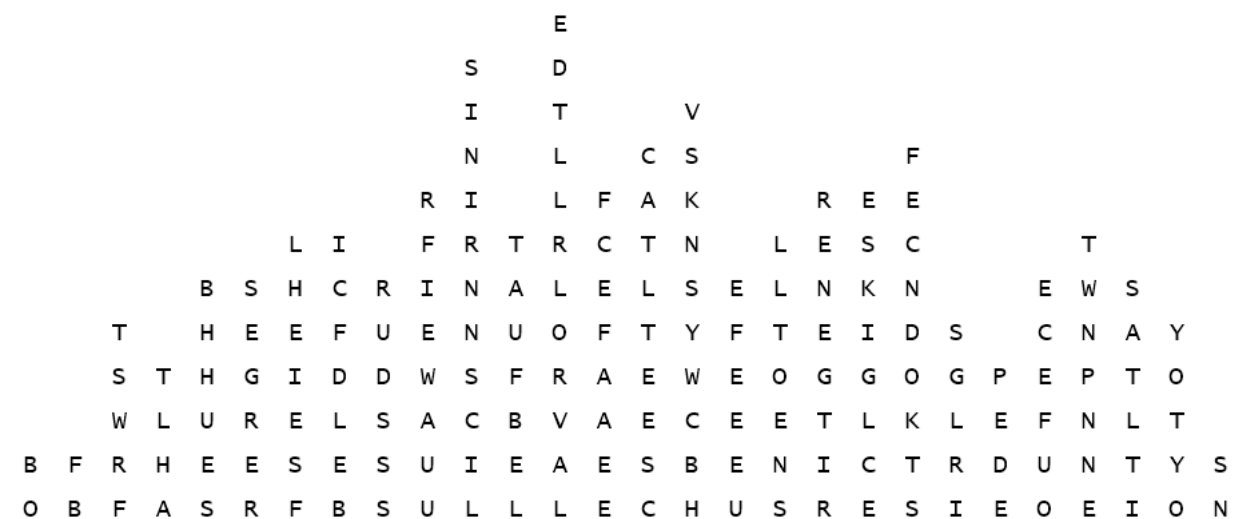 E
S D
I T V
N L C S F
R I L F A K R E E
L I F R T R C T N L E S C T
B S H C R I N A L E L S E L N K N E W S
T H E E F U E N U O F T Y F T E I D S C N A Y
S T H G I D D W S F R A E W E O G G O G P E P T O
W L U R E L S A C B V A E C E E T L K L E F N L T
B F R H E E S E S U I E A E S B E N I C T R D U N T Y S
O B F A S R F B S U L L L E C H U S R E S I E O E I O N